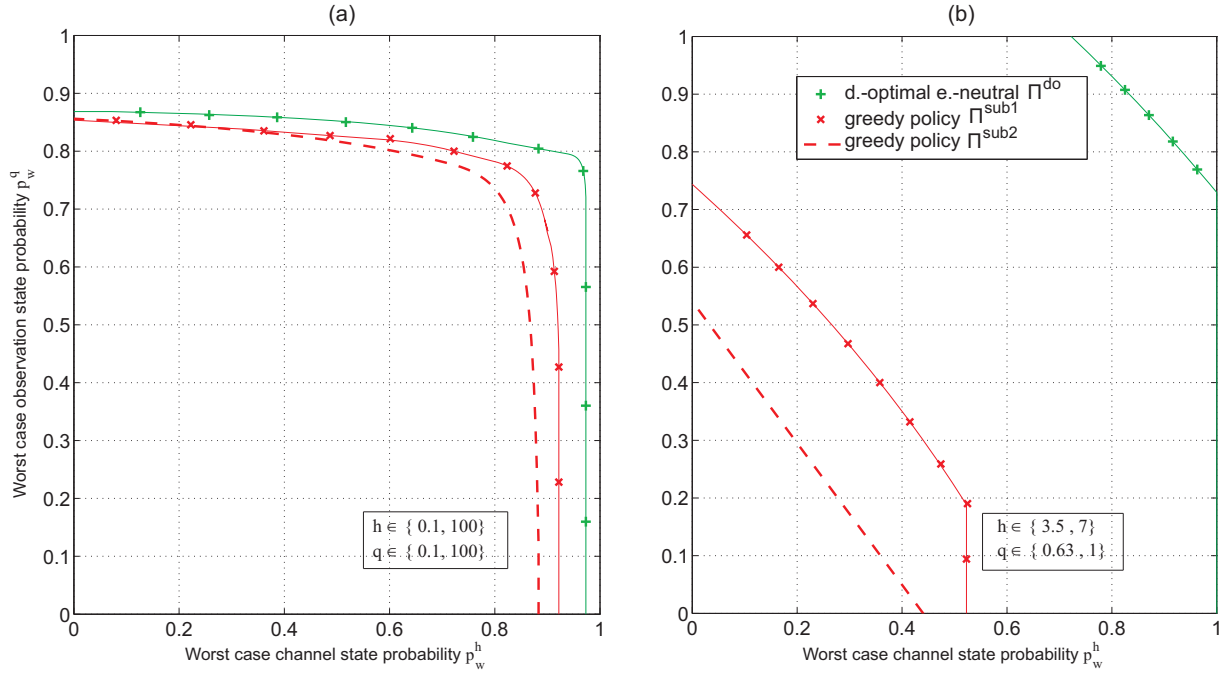 (a)
1
0.9
0.8
0.7
0.6
0.5
0.4
0.3
0.2
0.1
0
0
0.2
0.4
0.6
0.8
1
Worst case observation state probability p_w^q
Worst case channel state probability p_w^h
h ∈ { 0.1, 100}
q ∈ { 0.1, 100}
(b)
1
0.9
0.8
0.7
0.6
0.5
0.4
0.3
0.2
0.1
0
0
0.2
0.4
0.6
0.8
1
Worst case channel state probability p_w^h
d.-optimal e.-neutral Π^do
greedy policy Π^sub1
greedy policy Π^sub2
h ∈ { 3.5 , 7}
q ∈ { 0.63 , 1}